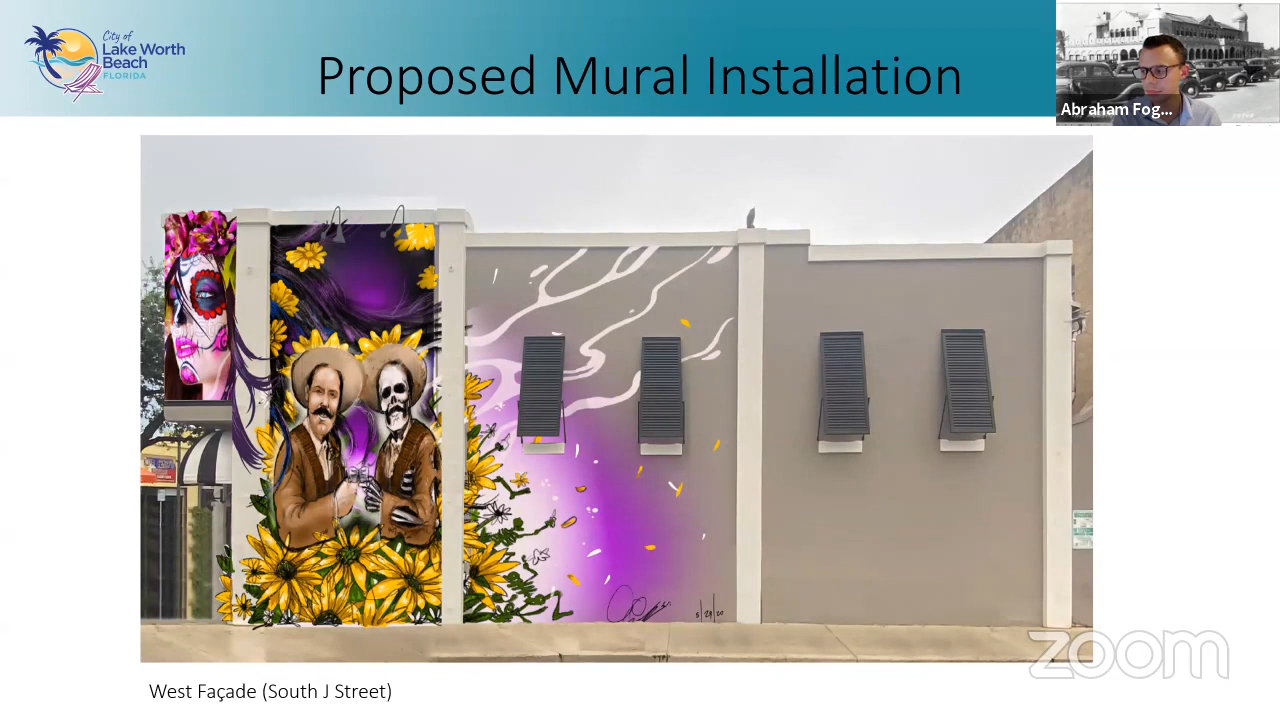 City of
Lake Worth
Beach
FLORIDA
Proposed Mural Installation
Abraham Fog...
zoom
West Façade (South J Street)